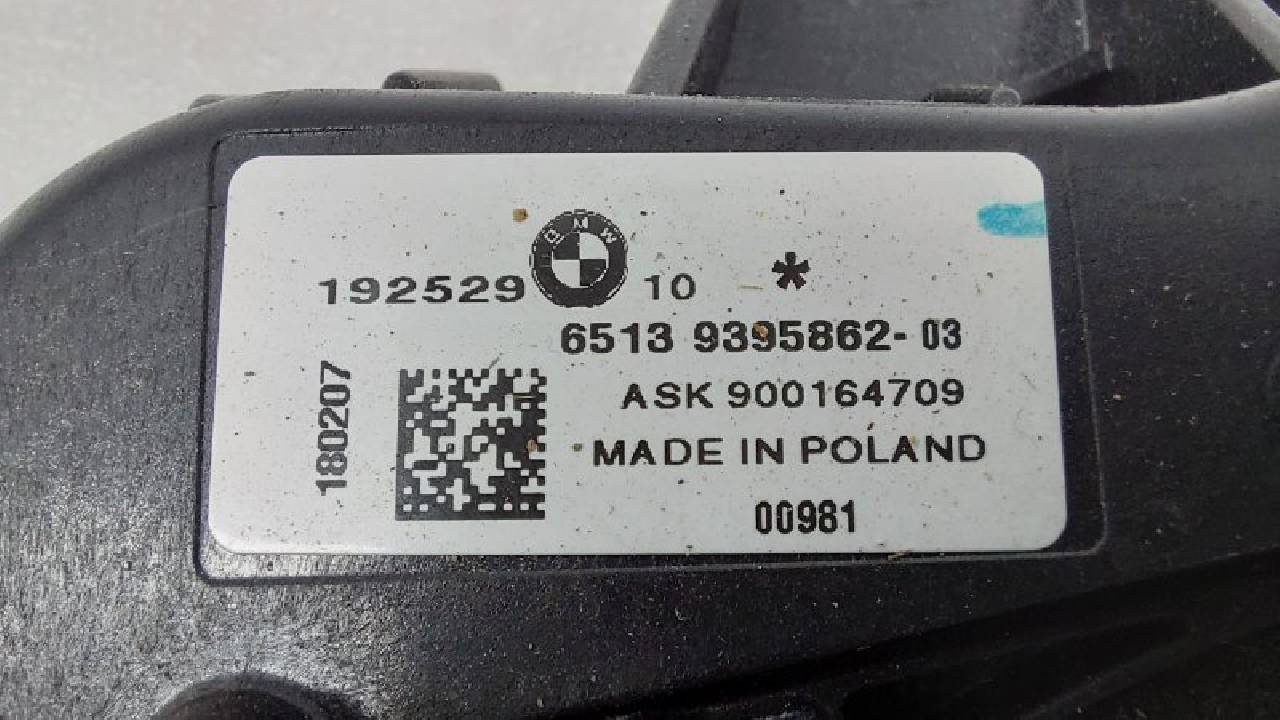 192529 BMW 10 *
6513 9395862- 03
ASK 900164709
180207
MADE IN POLAND
00981